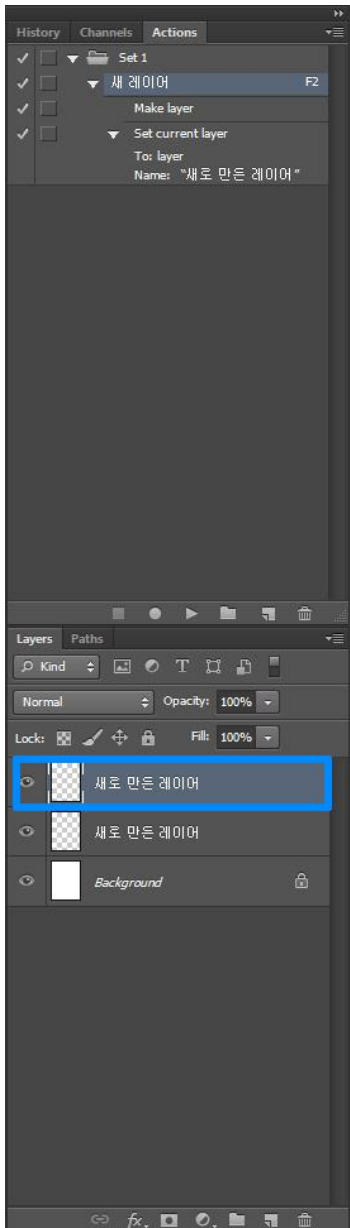 History Channels Actions
Set 1
새 레이어 F2
Make layer
Set current layer
To: layer
Name: "새로 만든 레이어"
Layers Paths
Kind T
Normal Opacity: 100%
Lock: Fill: 100%
새로 만든 레이어
새로 만든 레이어
Background
fx